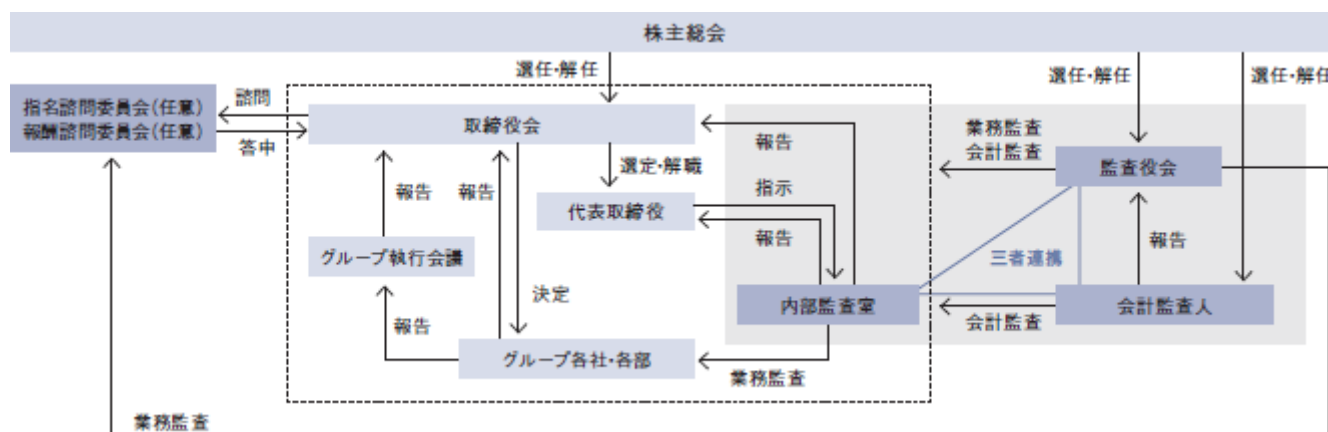 株主総会
選任・解任
選任・解任
選任・解任
指名諮問委員会(任意)
報酬諮問委員会(任意)
諮問
答申
取締役会
報告
業務監査
会計監査
監査役会
報告
報告
選定・解職
指示
代表取締役
報告
報告
グループ執行会議
三者連携
決定
内部監査室
会計監査人
会計監査
報告
グループ各社・各部
業務監査
業務監査